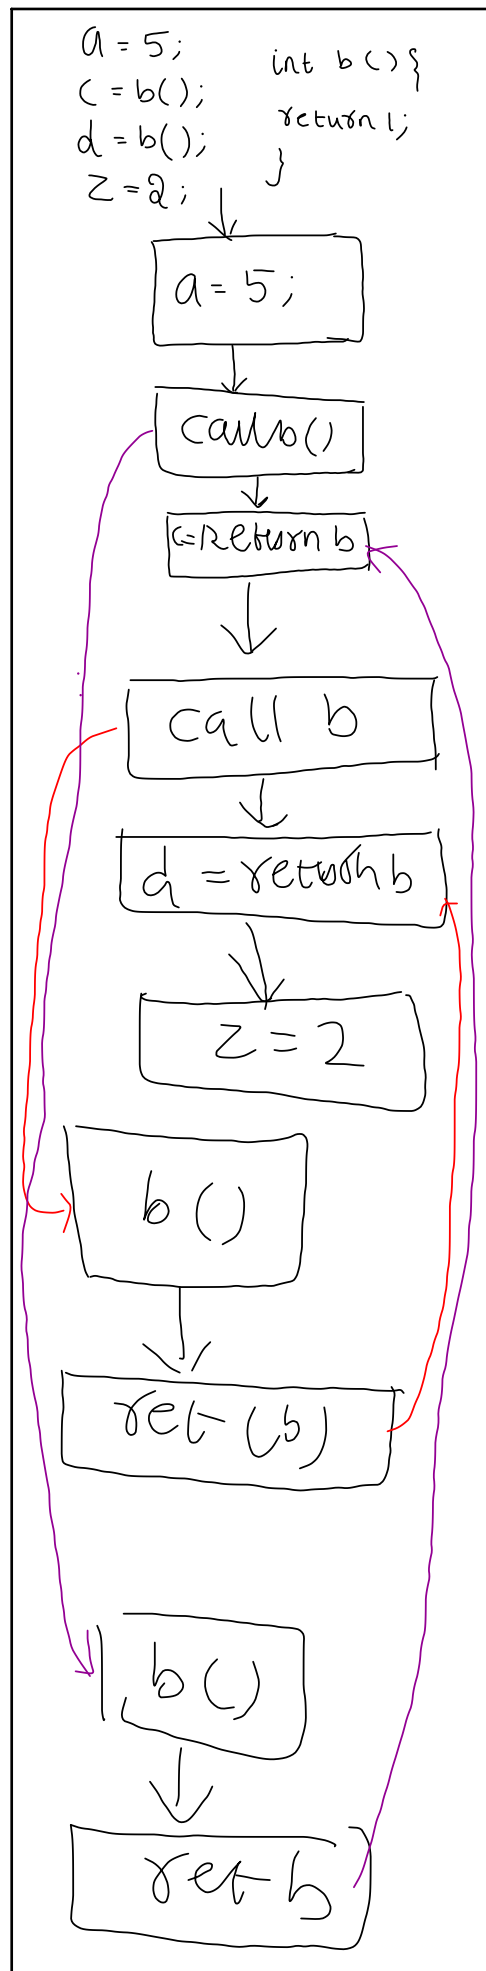 a = 5;
c = b();
d = b();
z = 2;
int b () {
return 1;
}
a = 5;
call b()
c=Return b
call b
d = return b
z = 2
b ()
ret (b)
b ()
ret b